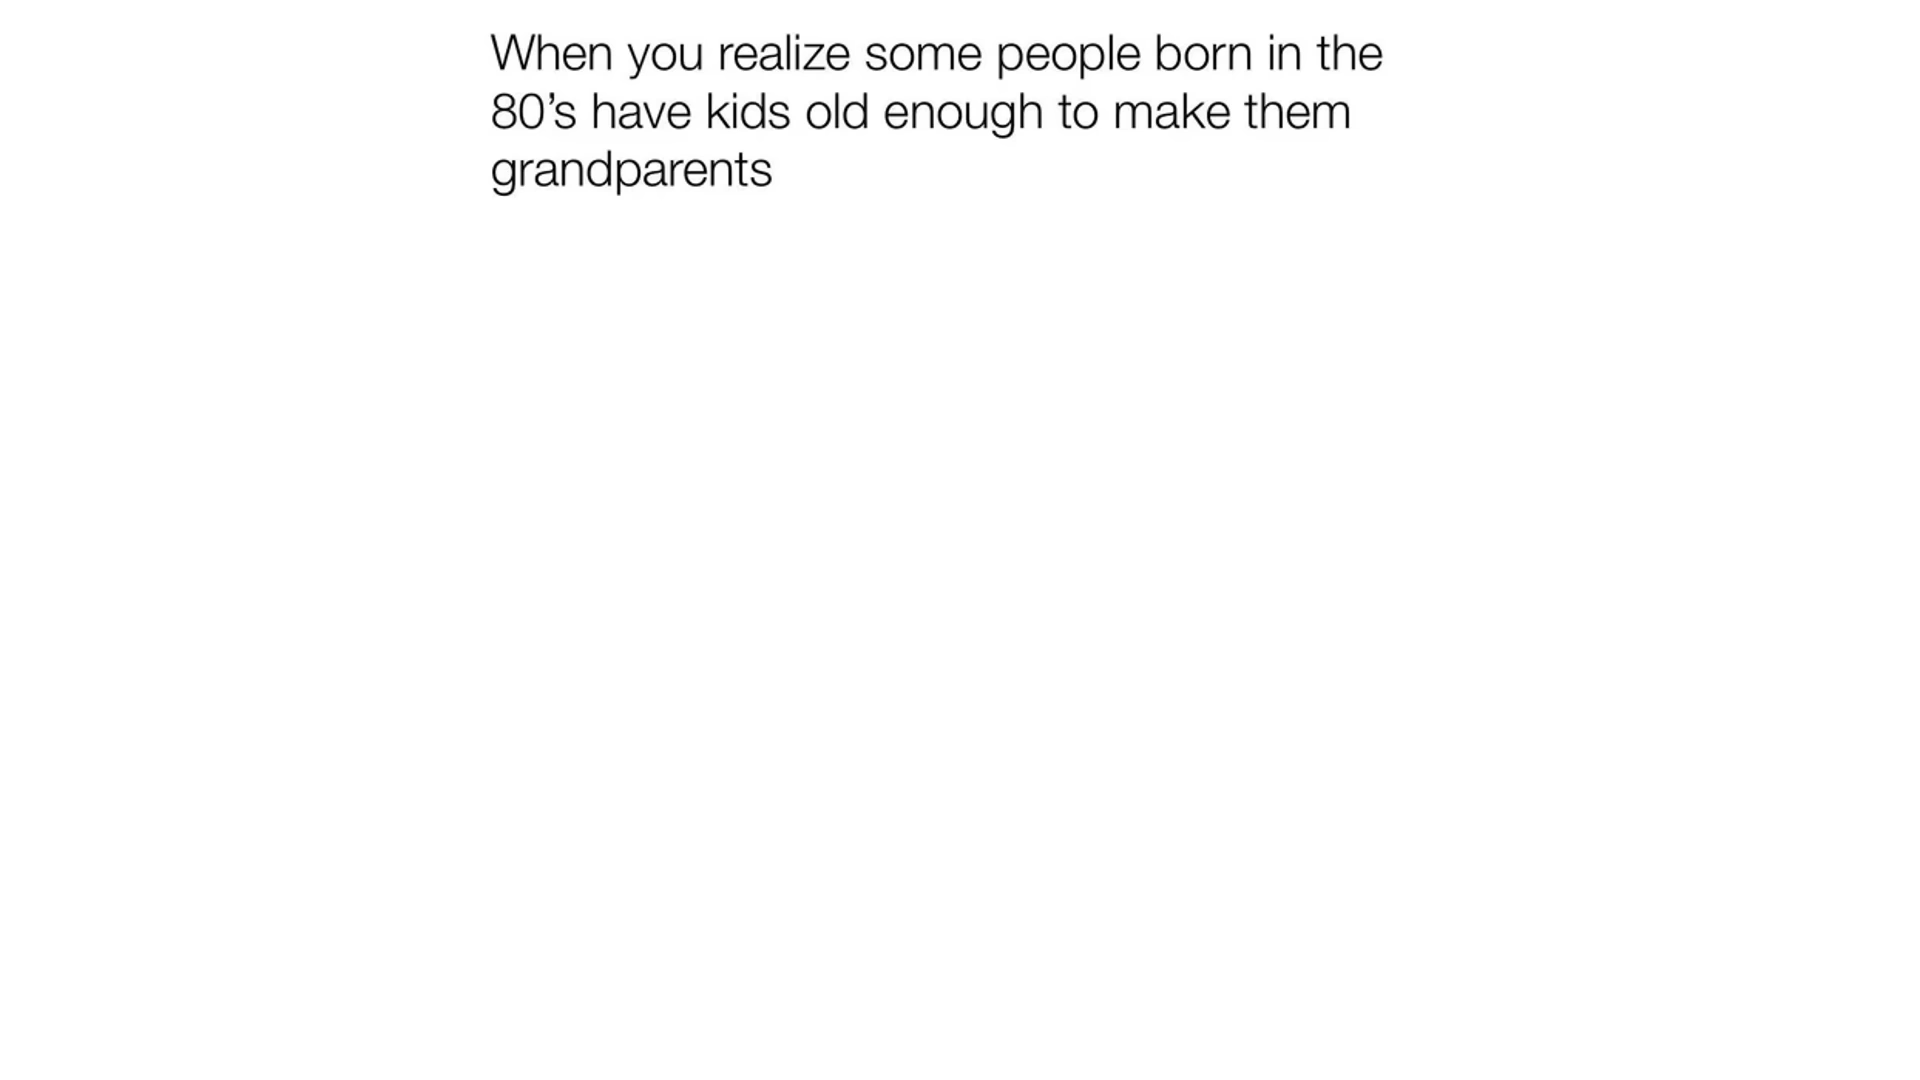 When you realize some people born in the
80’s have kids old enough to make them
grandparents